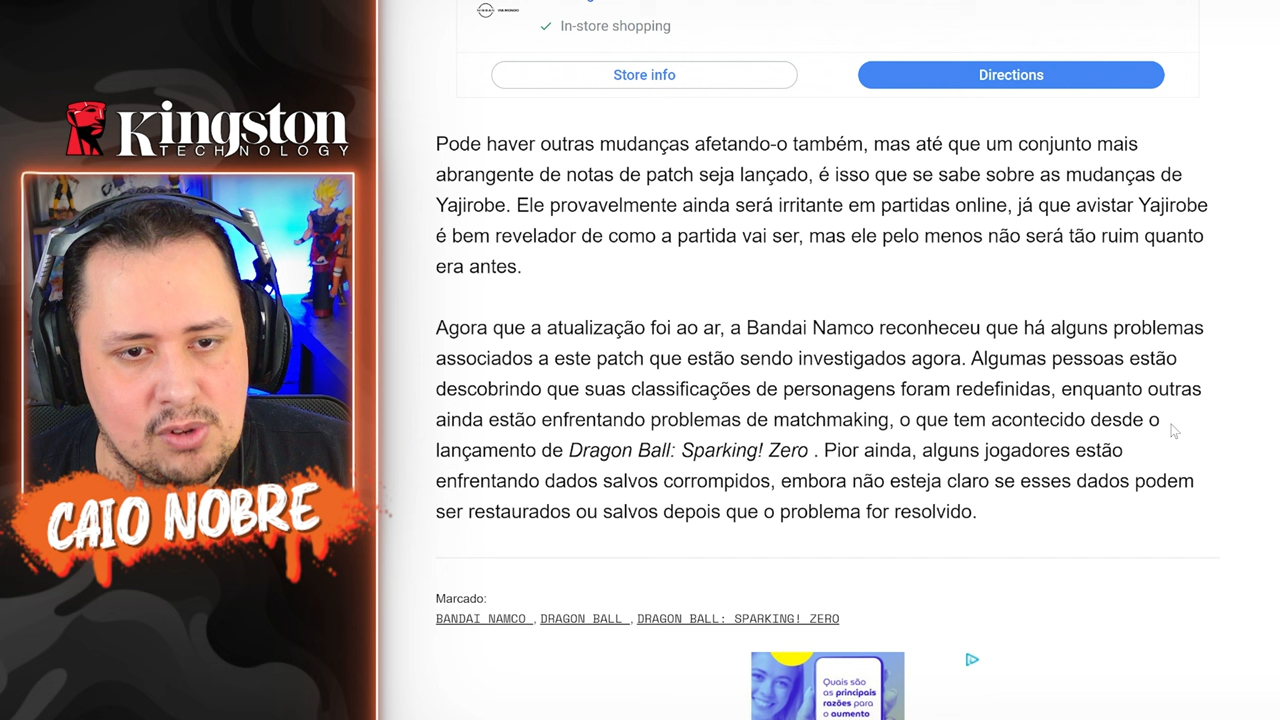 In-store shopping
Store info
Directions
Kingston
TECHNOLOGY
Pode haver outras mudanças afetando-o também, mas até que um conjunto mais
abrangente de notas de patch seja lançado, é isso que se sabe sobre as mudanças de
Yajirobe. Ele provavelmente ainda será irritante em partidas online, já que avistar Yajirobe
é bem revelador de como a partida vai ser, mas ele pelo menos não será tão ruim quanto
era antes.
Agora que a atualização foi ao ar, a Bandai Namco reconheceu que há alguns problemas
associados a este patch que estão sendo investigados agora. Algumas pessoas estão
descobrindo que suas classificações de personagens foram redefinidas, enquanto outras
ainda estão enfrentando problemas de matchmaking, o que tem acontecido desde o
lançamento de Dragon Ball: Sparking! Zero . Pior ainda, alguns jogadores estão
enfrentando dados salvos corrompidos, embora não esteja claro se esses dados podem
ser restaurados ou salvos depois que o problema for resolvido.
CAIO NOBRE
Marcado:
BANDAI NAMCO , DRAGON BALL , DRAGON BALL: SPARKING! ZERO
Quais são
as principais
razões para
o aumento